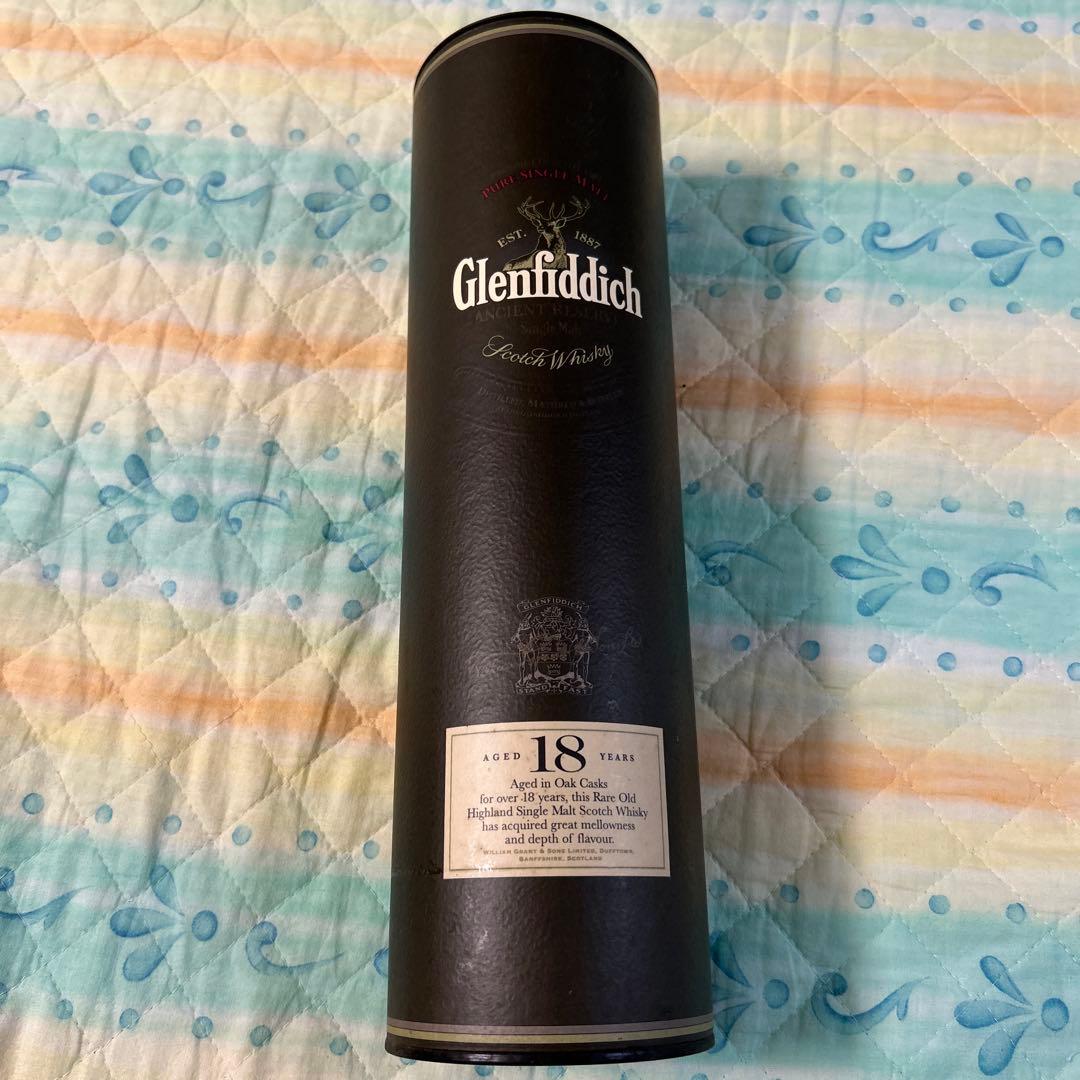 PURE SINGLE MALT
EST. 1887
Glenfiddich
ANCIENT RESERVE
Single Malt
Scotch Whisky
DISTILLED, MATURED &
GLENFIDDICH
STAND FAST
AGED 18 YEARS
Aged in Oak Casks
for over 18 years, this Rare Old
Highland Single Malt Scotch Whisky
has acquired great mellowness
and depth of flavour.
WILLIAM GRANT & SONS LIMITED, DUFFTOWN,
BANFFSHIRE, SCOTLAND